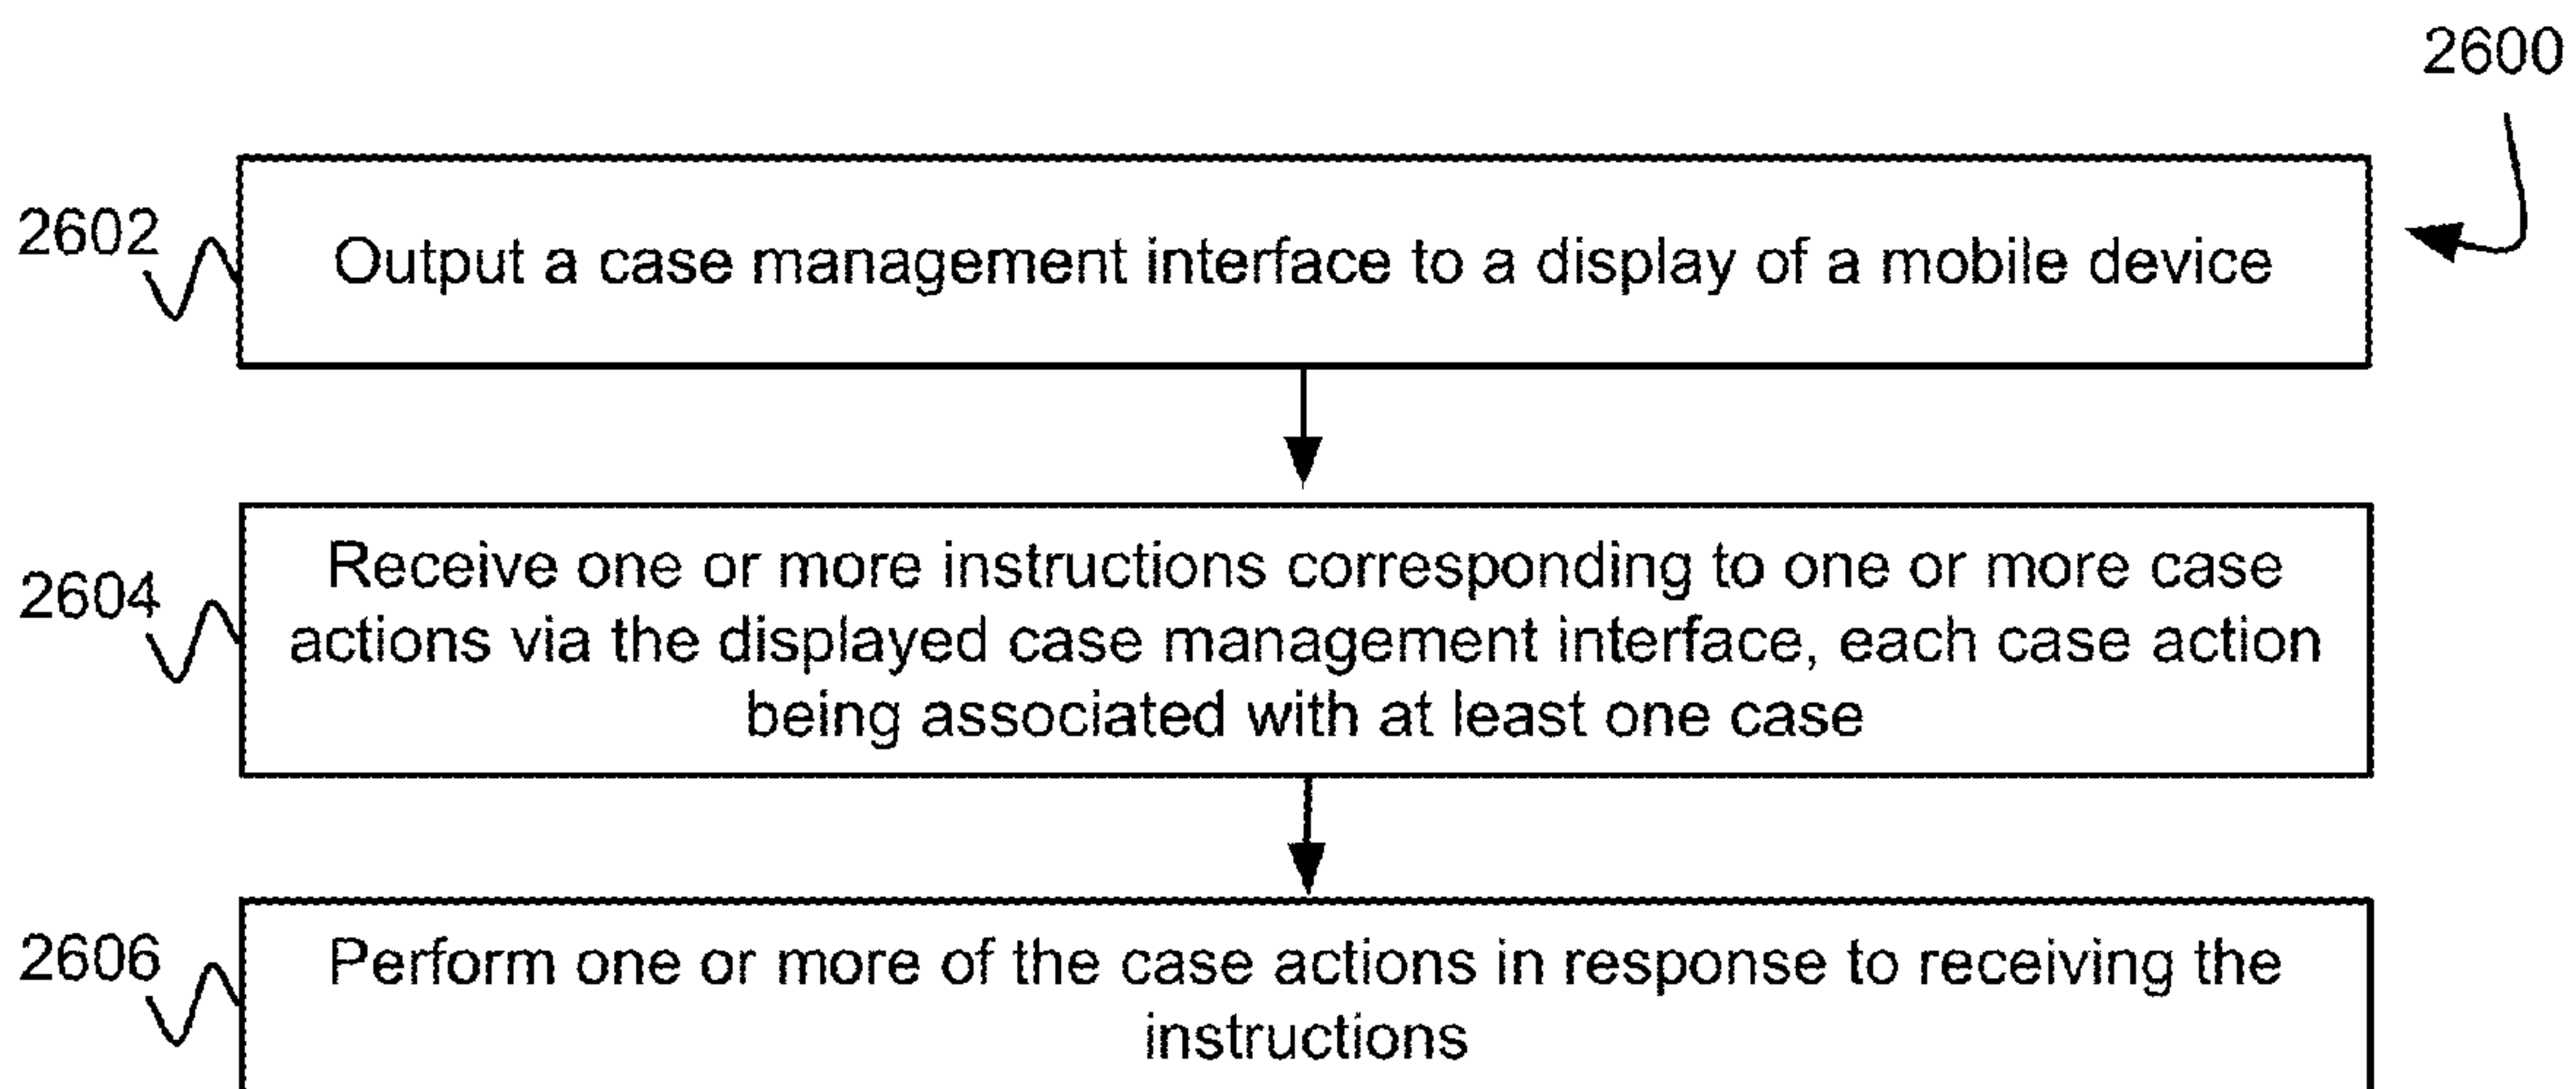 2600
2602
Output a case management interface to a display of a mobile device
2604
Receive one or more instructions corresponding to one or more case
actions via the displayed case management interface, each case action
being associated with at least one case
2606
Perform one or more of the case actions in response to receiving the
instructions